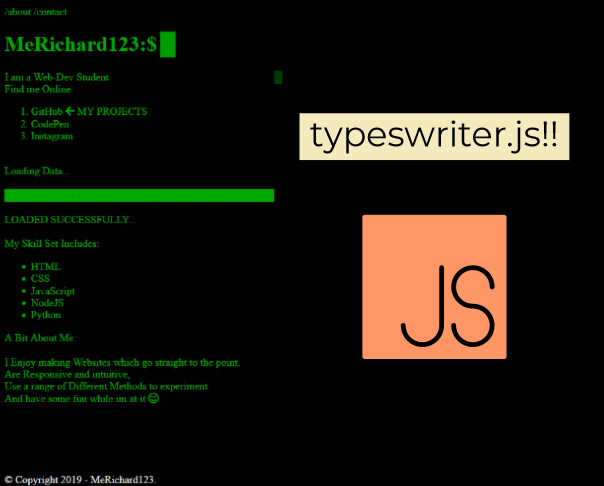 /about /contact
MeRichard123:$
I am a Web-Dev Student
Find me Online:
1. GitHub ← MY PROJECTS
2. CodePen
3. Instagram
Loading Data...
LOADED SUCCESSFULLY...
My Skill Set Includes:
• HTML
• CSS
• JavaScript
• NodeJS
• Python
A Bit About Me:
I Enjoy making Websites which go straight to the point.
Are Responsive and intuitive,
Use a range of Different Methods to experiment
And have some fun while im at it 😊
© Copyright 2019 - MeRichard123.
typeswriter.js!!
JS